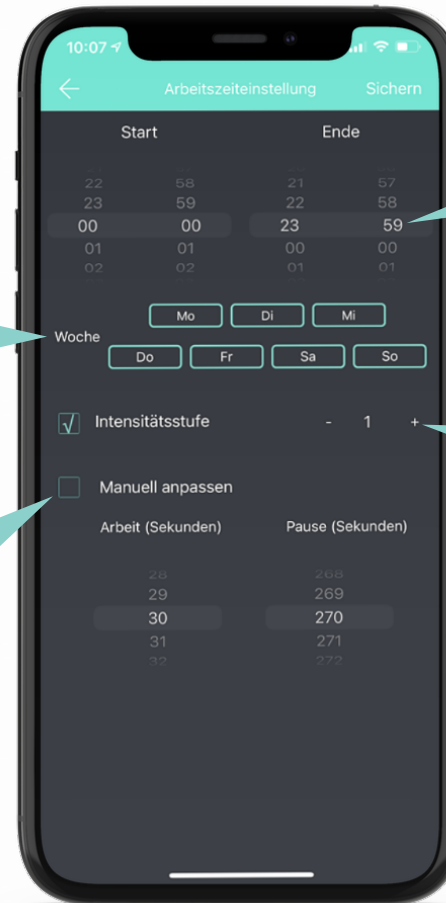 10:07
Arbeitszeiteinstellung Sichern
Start Ende
22 58 21 57
23 59 22 58
00 00 23 59
01 01 00 00
02 02 01 01
Mo Di Mi
Woche
Do Fr Sa So
√ Intensitätsstufe - 1 +
Manuell anpassen
Arbeit (Sekunden) Pause (Sekunden)
28 268
29 269
30 270
31 271
32 272